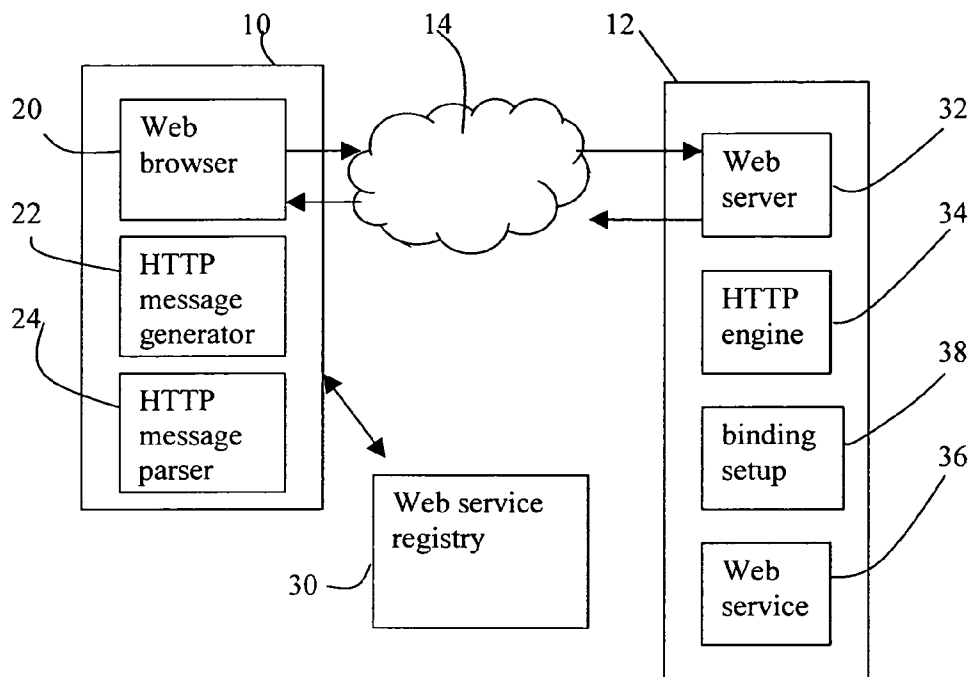 10
14
12
20
Web
browser
32
Web
server
22
HTTP
message
generator
34
HTTP
engine
24
HTTP
message
parser
38
binding
setup
Web service
registry
30
36
Web
service